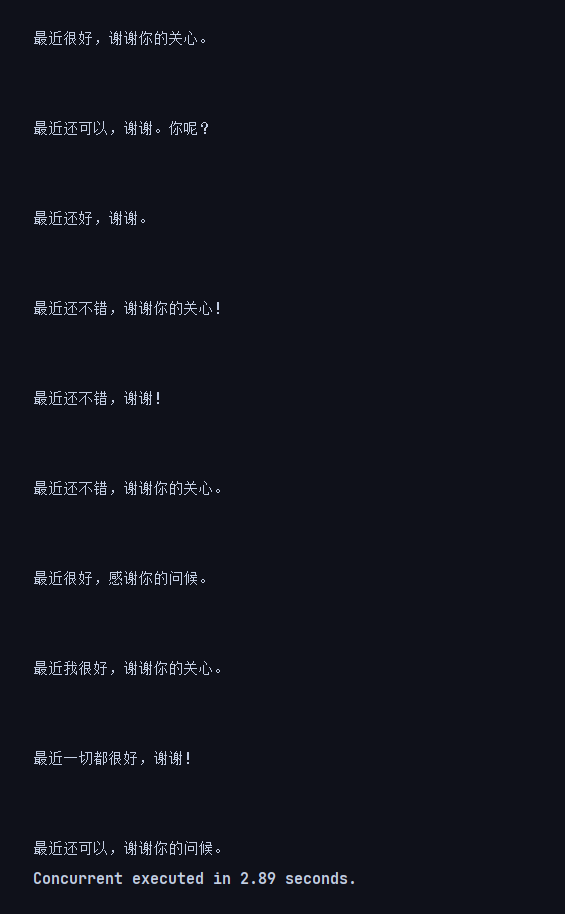 最近很好，谢谢你的关心。
最近还可以，谢谢。你呢？
最近还好，谢谢。
最近还不错，谢谢你的关心！
最近还不错，谢谢！
最近还不错，谢谢你的关心。
最近很好，感谢你的问候。
最近我很好，谢谢你的关心。
最近一切都很好，谢谢！
最近还可以，谢谢你的问候。
Concurrent executed in 2.89 seconds.